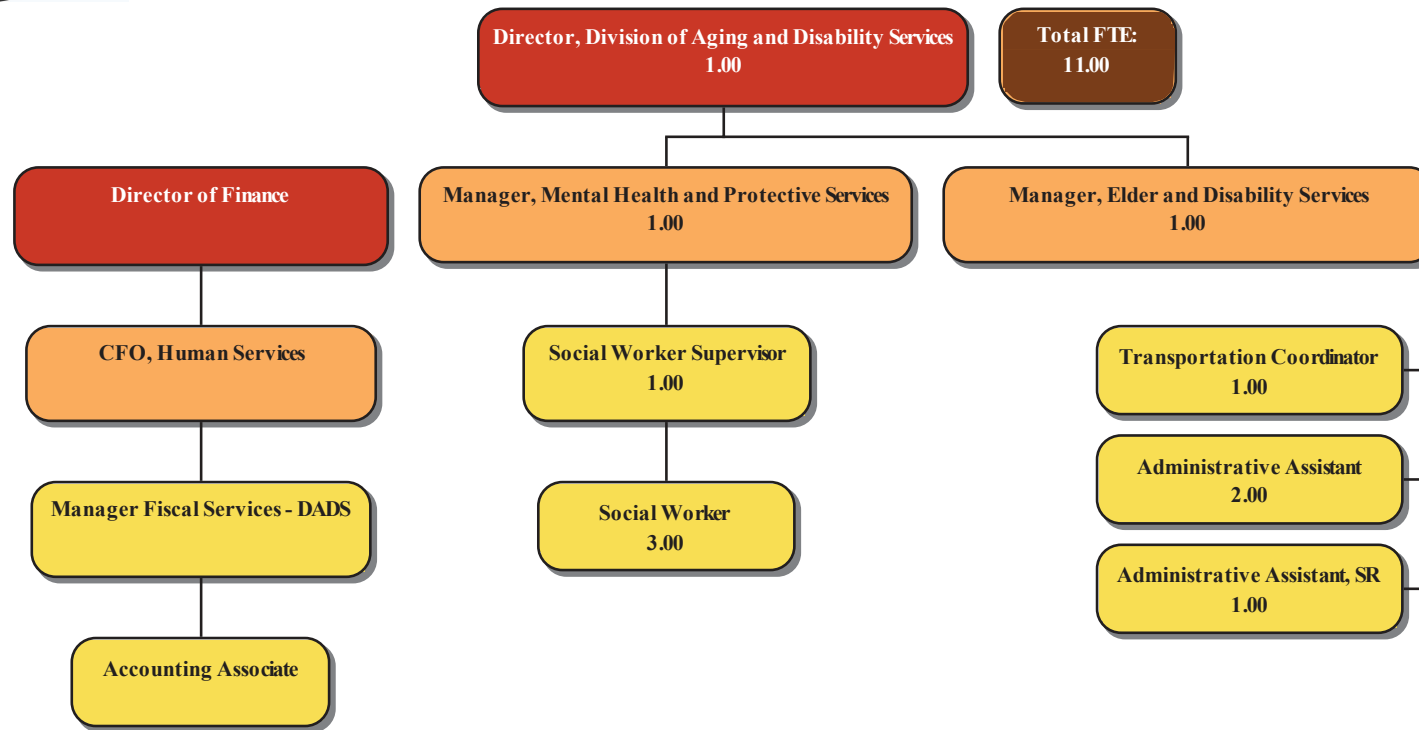 Director, Division of Aging and Disability Services
1.00
Total FTE:
11.00
Director of Finance
Manager, Mental Health and Protective Services
1.00
Manager, Elder and Disability Services
1.00
CFO, Human Services
Social Worker Supervisor
1.00
Transportation Coordinator
1.00
Manager Fiscal Services - DADS
Social Worker
3.00
Administrative Assistant
2.00
Administrative Assistant, SR
1.00
Accounting Associate